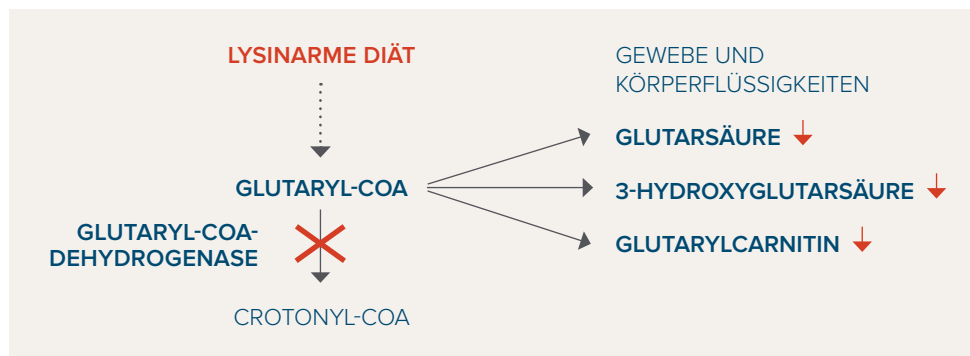 LYSINARME DIÄT
GLUTARYL-COA
GLUTARYL-COA-
DEHYDROGENASE
CROTONYL-COA
GEWEBE UND
KÖRPERFLÜSSIGKEITEN
GLUTARSÄURE
3-HYDROXYGLUTARSÄURE
GLUTARYLCARNITIN